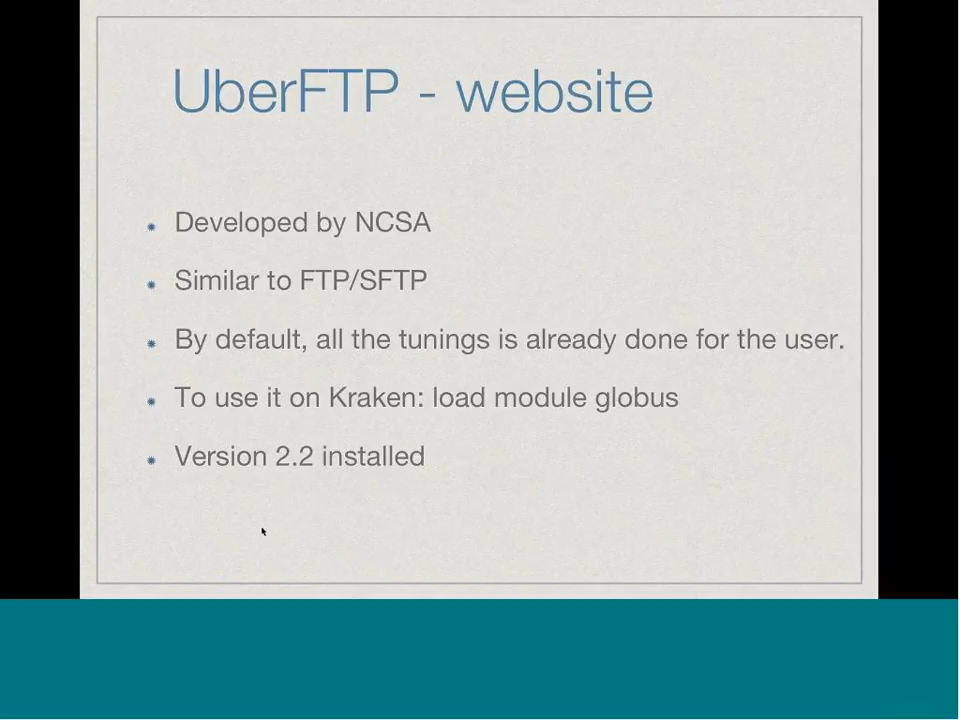 UberFTP - website
Developed by NCSA
Similar to FTP/SFTP
By default, all the tunings is already done for the user.
To use it on Kraken: load module globus
Version 2.2 installed